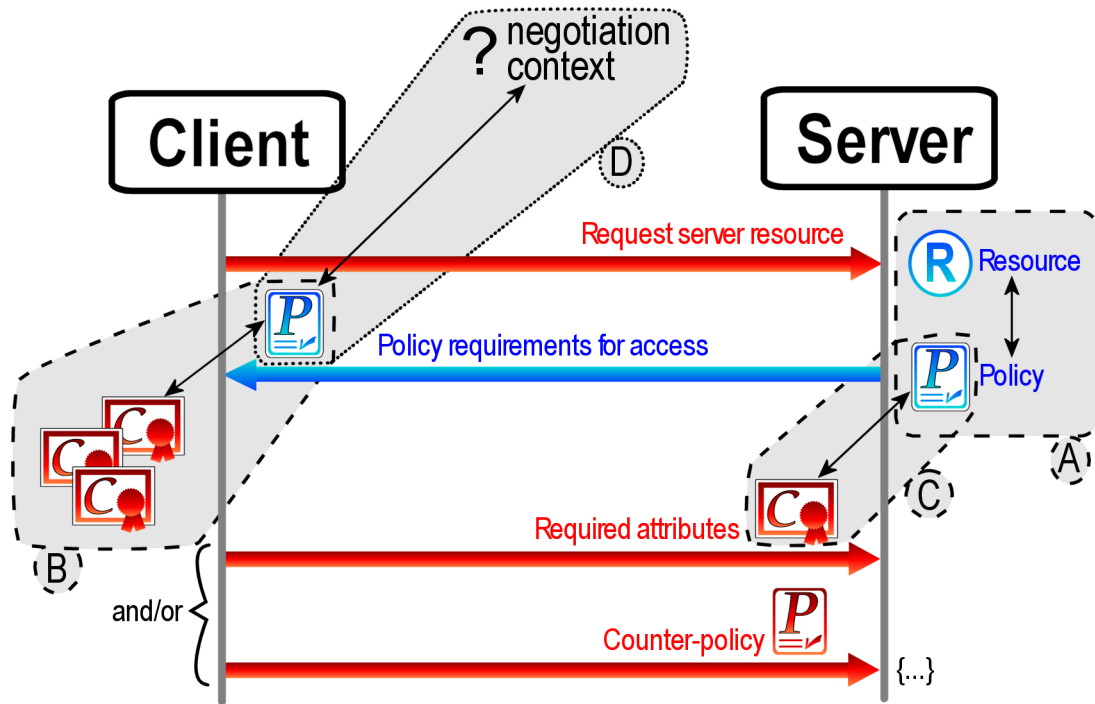 ? negotiation
context
Client
Server
D
Request server resource
R Resource
P
Policy requirements for access
P Policy
A
C
C
C
C
C
Required attributes
B
and/or
P
Counter-policy
{...}